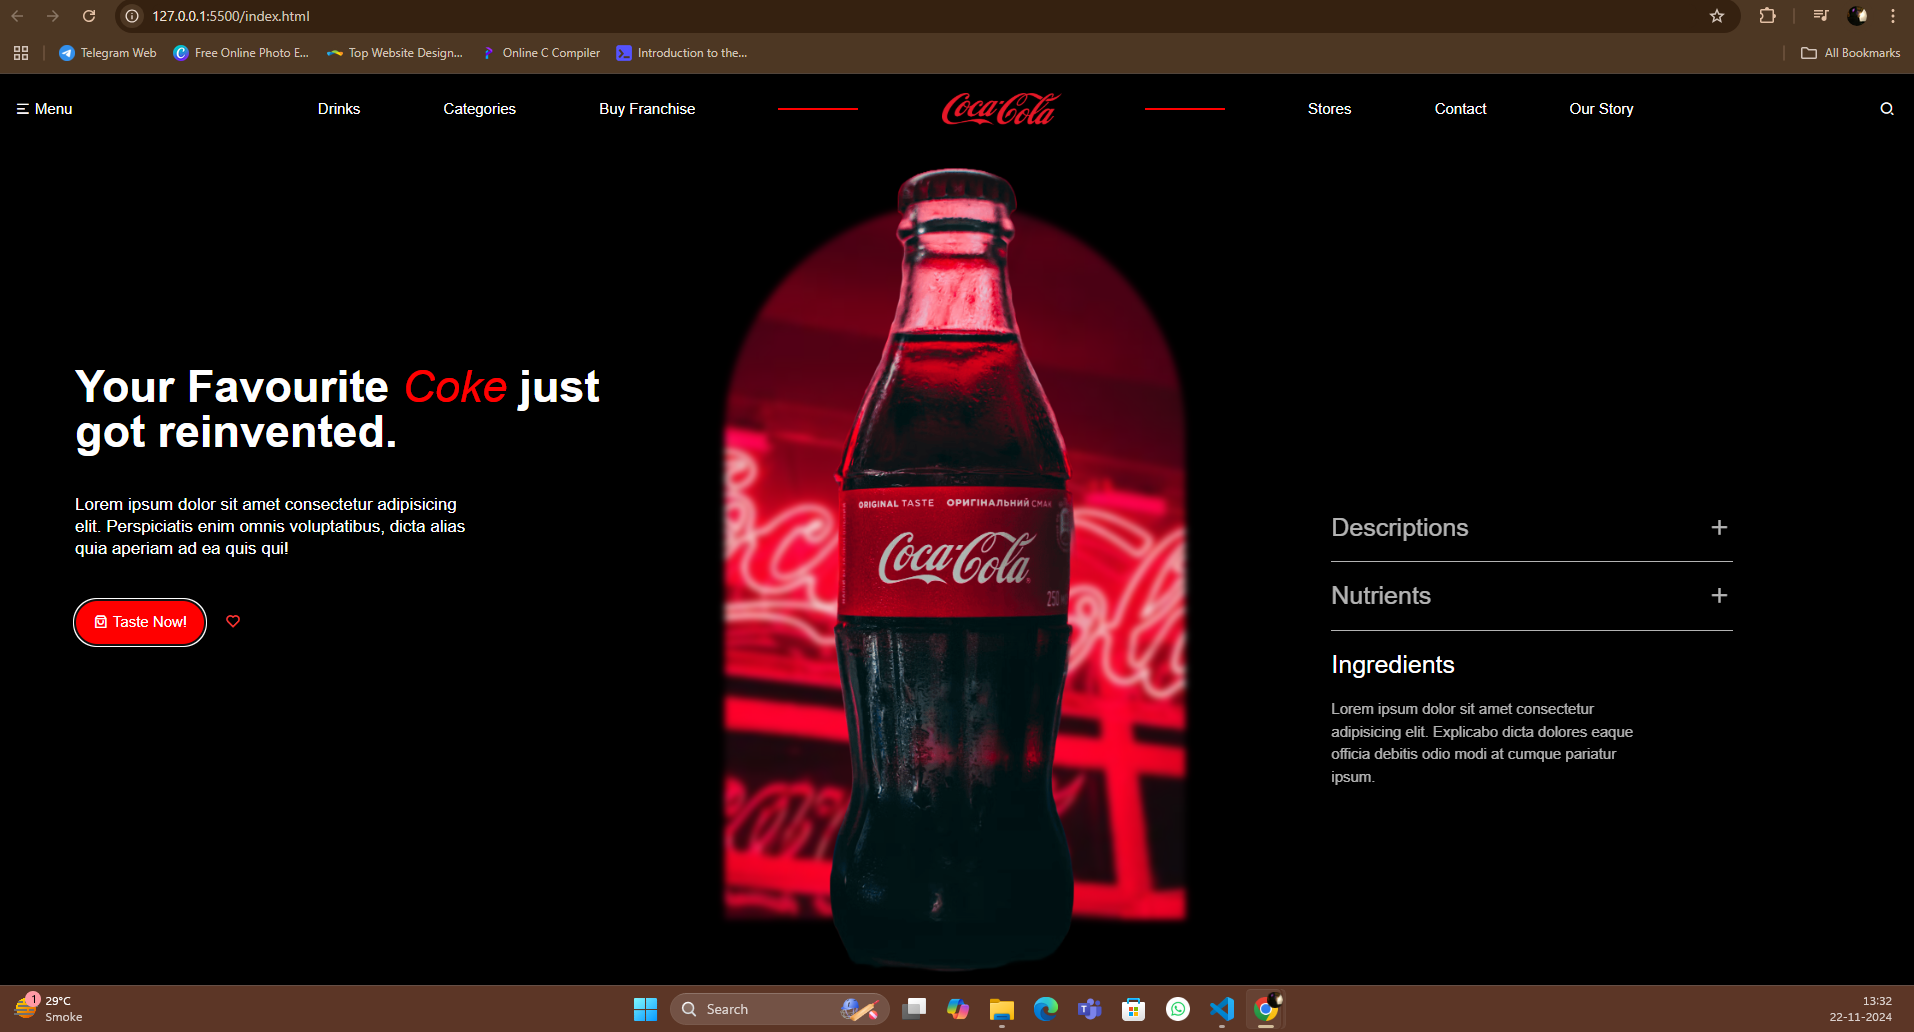 127.0.0.1:5500/index.html
Telegram Web
Free Online Photo E...
Top Website Design...
Online C Compiler
Introduction to the...
All Bookmarks
Menu
Drinks
Categories
Buy Franchise
Coca-Cola
Stores
Contact
Our Story
Your Favourite Coke just
got reinvented.
Lorem ipsum dolor sit amet consectetur adipisicing
elit. Perspiciatis enim omnis voluptatibus, dicta alias
quia aperiam ad ea quis qui!
Taste Now!
ORIGINAL TASTE ОРИГІНАЛЬНИЙ СМАК
Coca-Cola
250
Descriptions
Nutrients
Ingredients
Lorem ipsum dolor sit amet consectetur
adipisicing elit. Explicabo dicta dolores eaque
officia debitis odio modi at cumque pariatur
ipsum.
1
29°C
Smoke
Search
13:32
22-11-2024